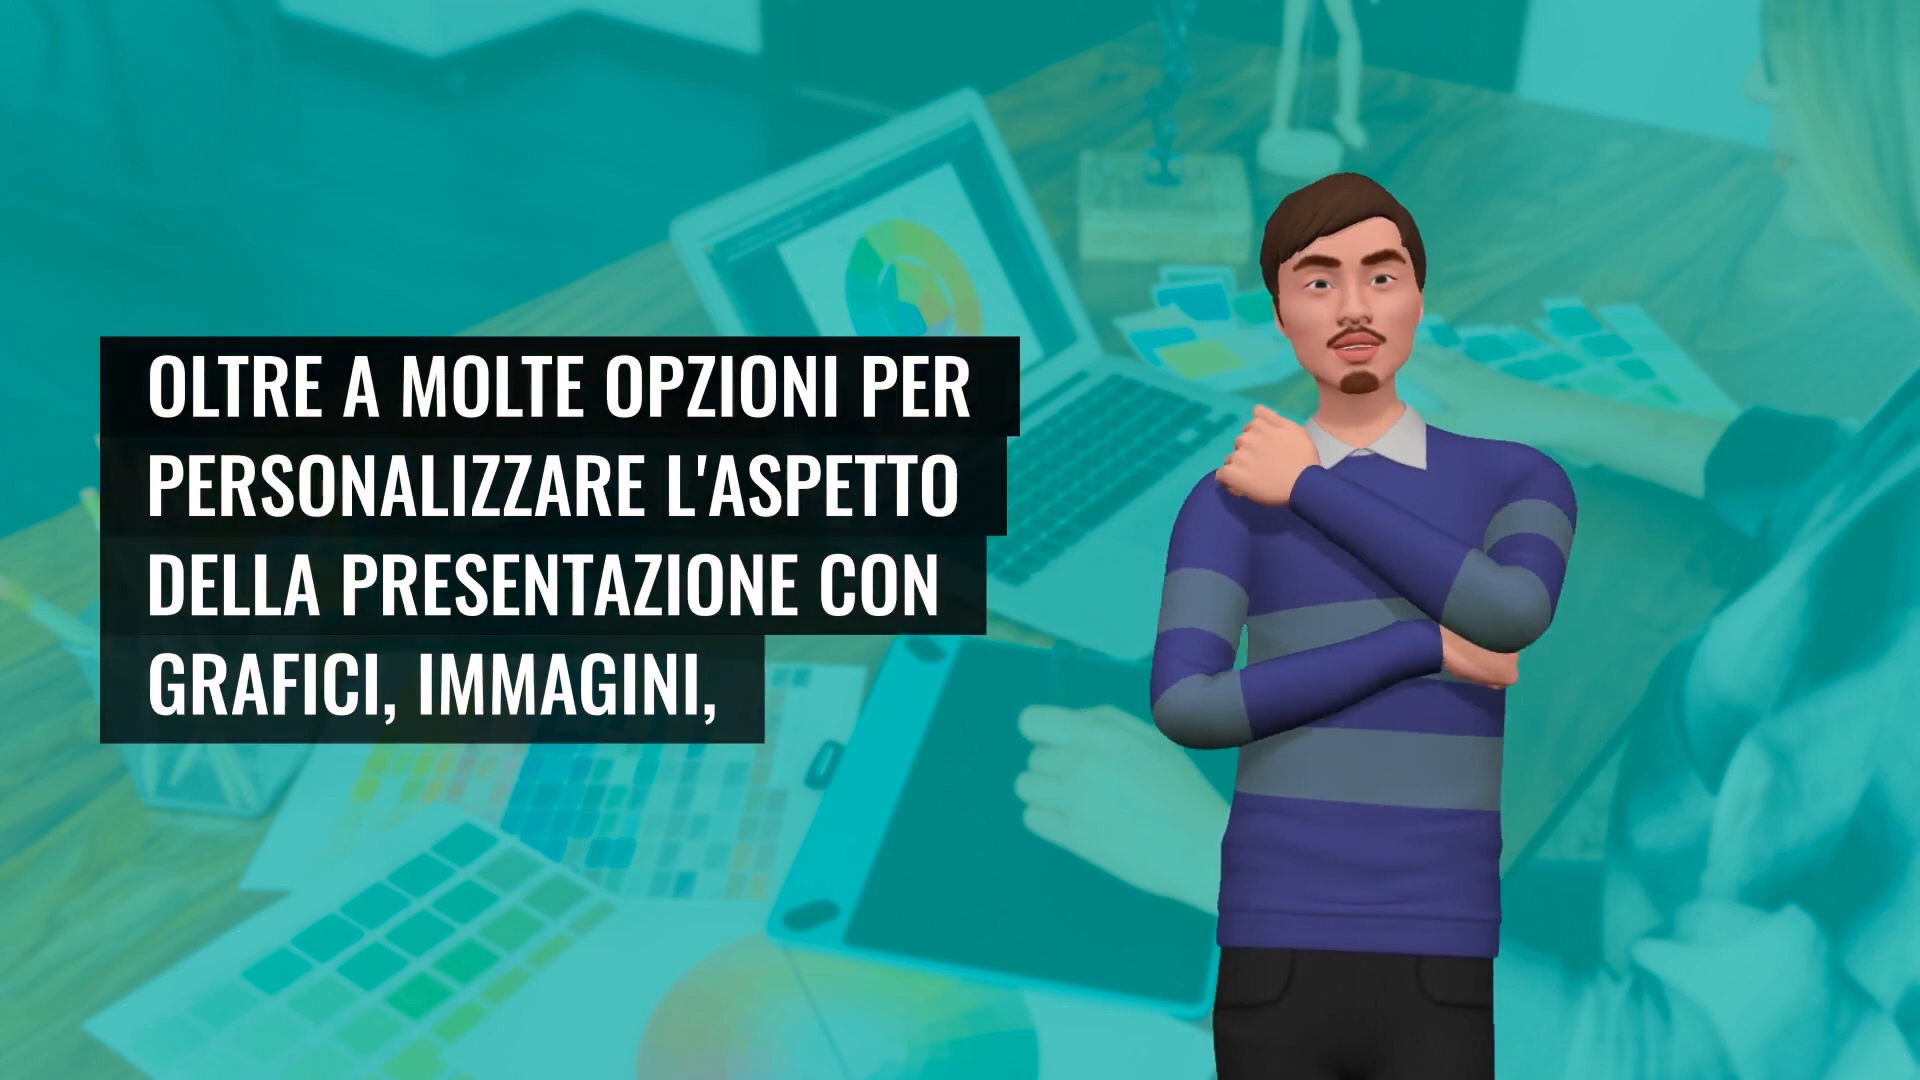 OLTRE A MOLTE OPZIONI PER
PERSONALIZZARE L'ASPETTO
DELLA PRESENTAZIONE CON
GRAFICI, IMMAGINI,